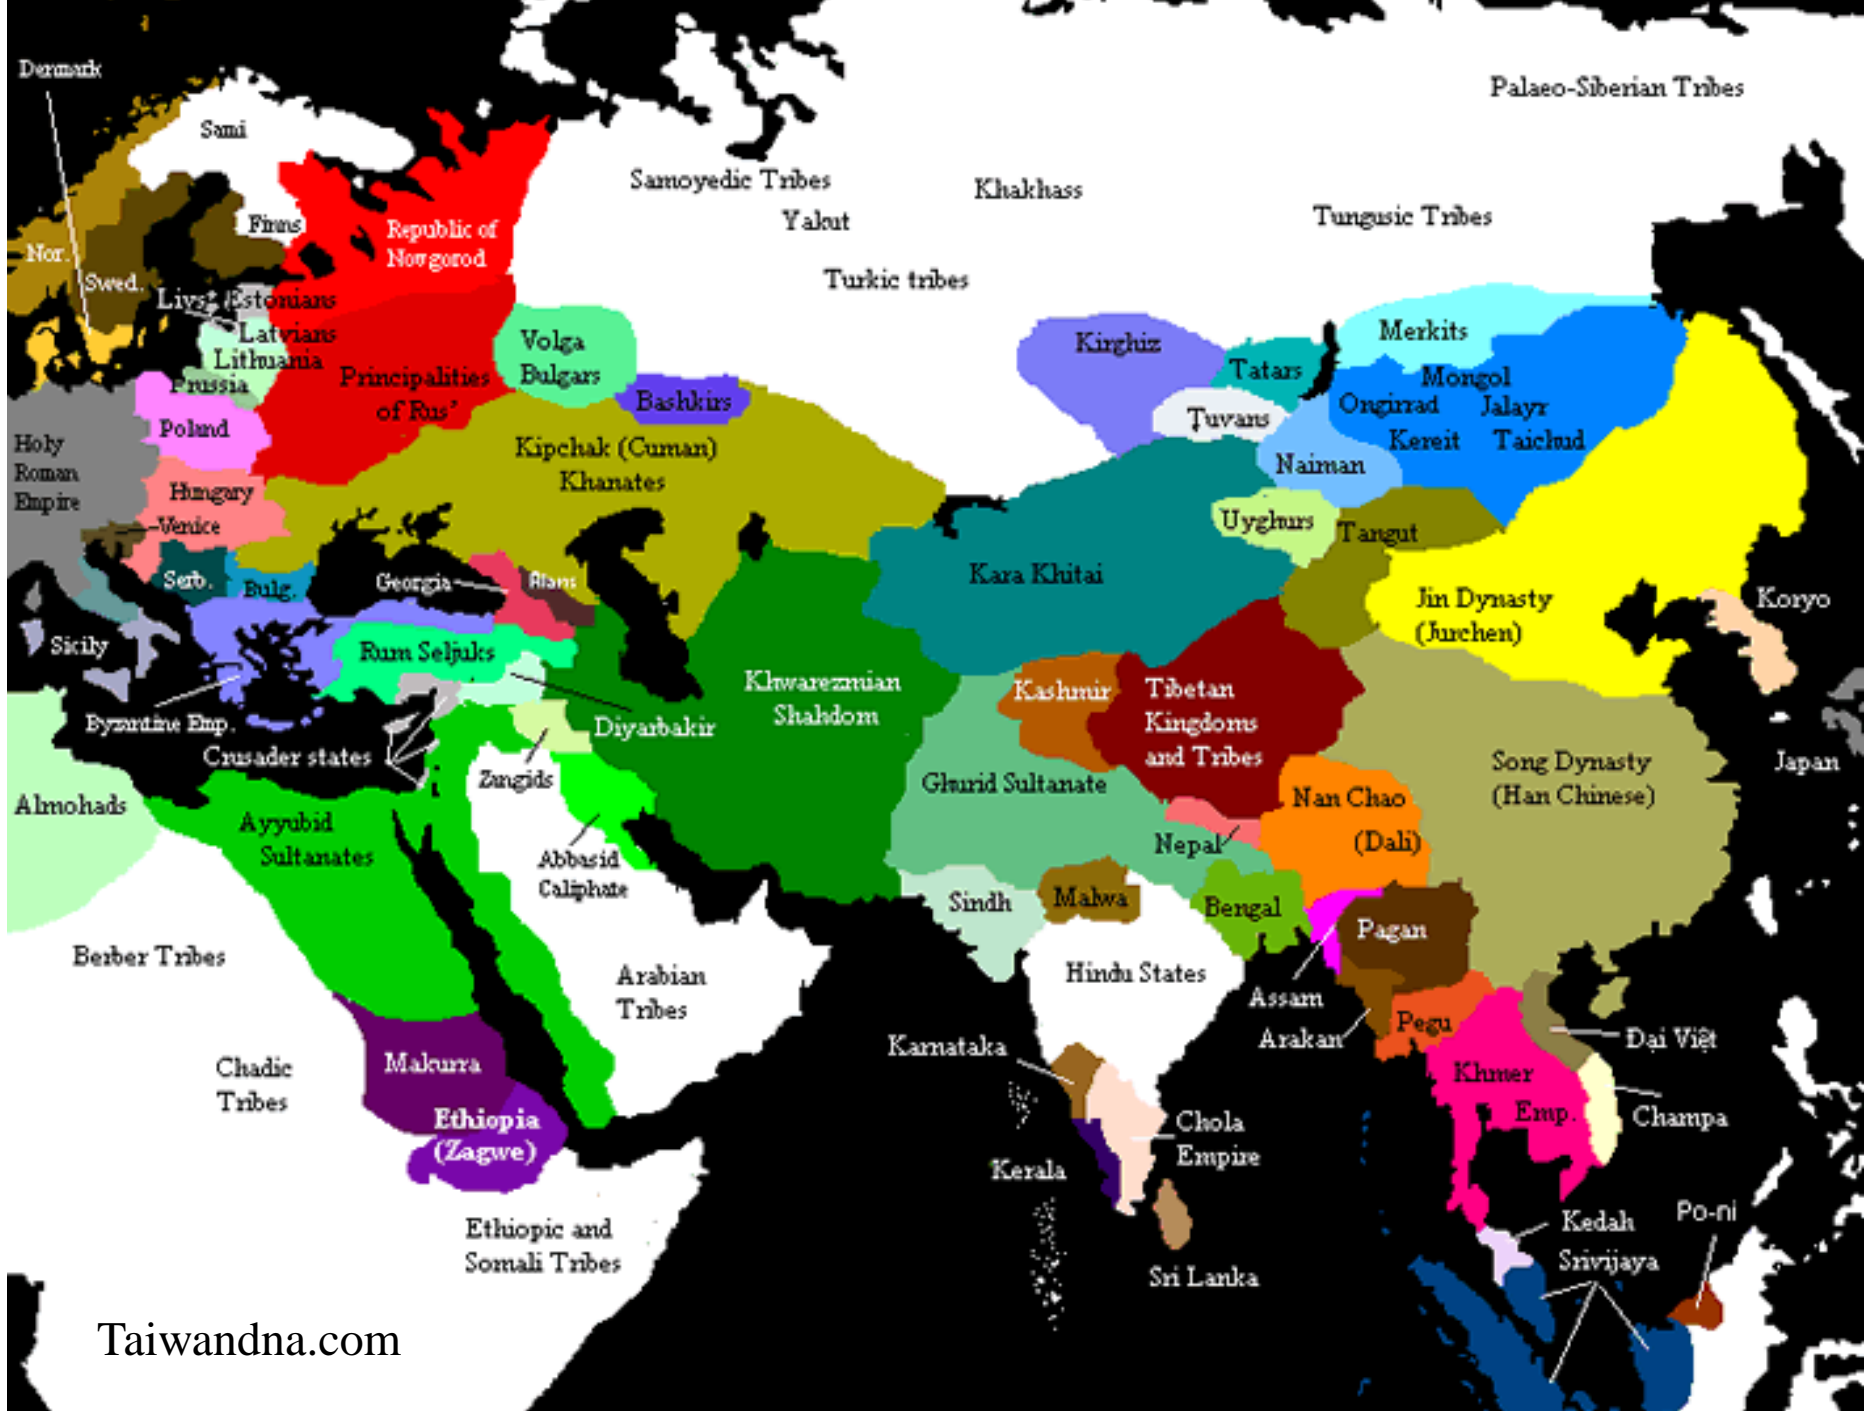 Denmark
Palaeo-Siberian Tribes
Sami
Samoyedic Tribes
Khakhass
Yakut
Tungusic Tribes
Finns
Republic of
Novgorod
Nor.
Swed.
Turkic tribes
Livs
Estonians
Latvians
Lithuania
Prussia
Volga
Bulgars
Kirghiz
Merkits
Tatars
Mongol
Ongirrad
Jalayr
Kereit
Taichud
Principalities
of Rus'
Bashkirs
Tuvans
Poland
Holy
Roman
Empire
Kipchak (Cuman)
Khanates
Naiman
Hungary
Venice
Uyghurs
Tangut
Serb.
Bulg.
Georgia
Alans
Kara Khitai
Jin Dynasty
(Jurchen)
Koryo
Sicily
Rum Seljuks
Khwarezmian
Shahdom
Kashmir
Tibetan
Kingdoms
and Tribes
Byzantine Emp.
Diyarbakir
Crusader states
Zangids
Ghurid Sultanate
Song Dynasty
(Han Chinese)
Japan
Almohads
Ayyubid
Sultanates
Abbasid
Caliphate
Nepal
Nan Chao
(Dali)
Sindh
Malwa
Bengal
Pagan
Berber Tribes
Arabian
Tribes
Hindu States
Assam
Arakan
Pegu
Đại Việt
Karnataka
Chadic
Tribes
Makurra
Khmer
Emp.
Champa
Ethiopia
(Zagwe)
Chola
Empire
Kerala
Ethiopic and
Somali Tribes
Kedah
Po-ni
Srivijaya
Sri Lanka
Taiwandna.com